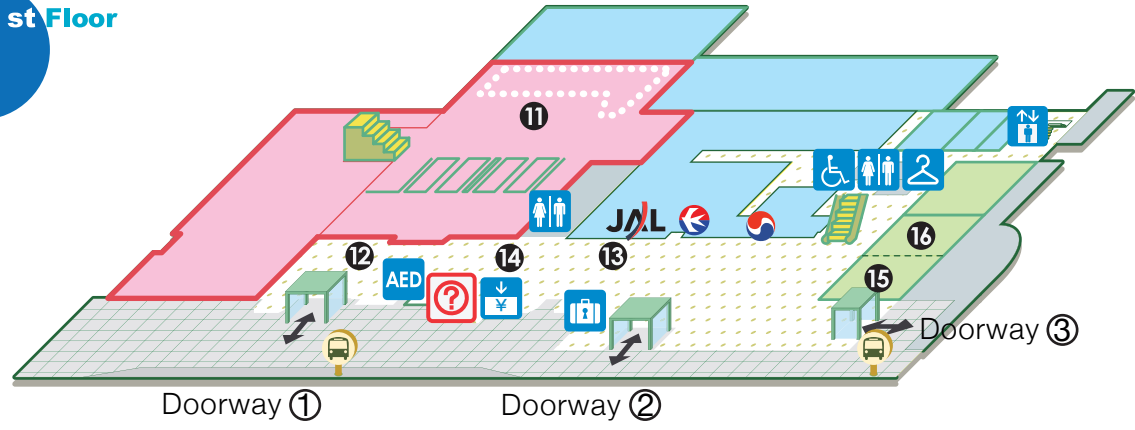 st Floor
⓫
JAL
⓬
⓮
⓭
⓰
⓯
AED
?
¥
Doorway ③
Doorway ①
Doorway ②